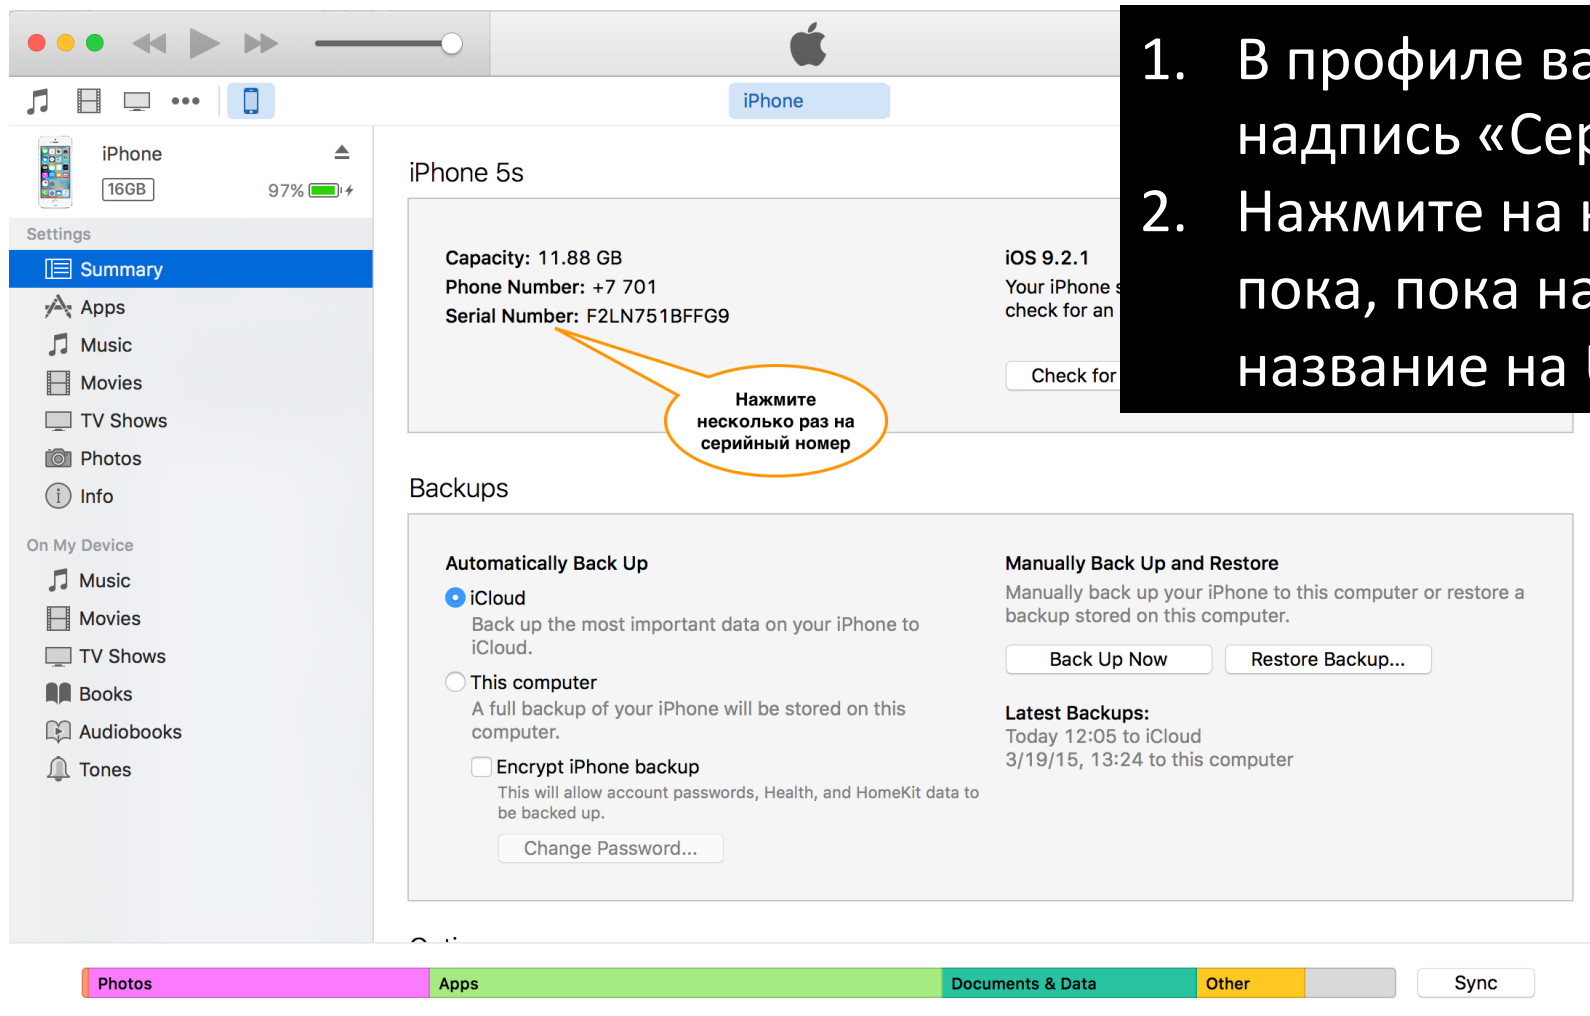 iPhone
iPhone
16GB
97%
Settings
Summary
Apps
Music
Movies
TV Shows
Photos
Info
On My Device
Music
Movies
TV Shows
Books
Audiobooks
Tones
iPhone 5s
Capacity: 11.88 GB
Phone Number: +7 701
Serial Number: F2LN751BFFG9
iOS 9.2.1
Your iPhone
check for an
Check for
Нажмите
несколько раз на
серийный номер
1. В профиле
надпись
2. Нажмите на
пока, пока
название на
Backups
Automatically Back Up
iCloud
Back up the most important data on your iPhone to
iCloud.
This computer
A full backup of your iPhone will be stored on this
computer.
Encrypt iPhone backup
This will allow account passwords, Health, and HomeKit data to
be backed up.
Change Password...
Manually Back Up and Restore
Manually back up your iPhone to this computer or restore a
backup stored on this computer.
Back Up Now
Restore Backup...
Latest Backups:
Today 12:05 to iCloud
3/19/15, 13:24 to this computer
Photos
Apps
Documents & Data
Other
Sync